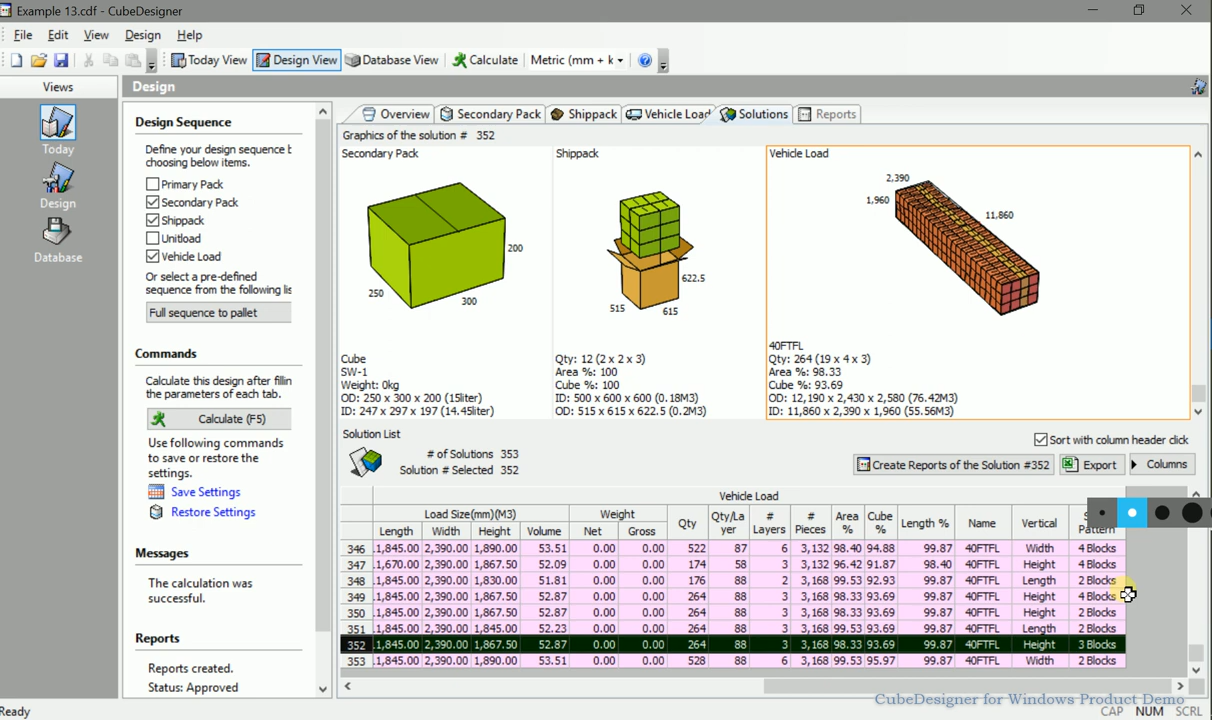 Example 13.cdf - CubeDesigner
File Edit View Design Help
Today View Design View Database View Calculate Metric (mm + k
Views
Design
Today
Design
Database
Design Sequence
Define your design sequence b
choosing below items.
Primary Pack
Secondary Pack
Shippack
Unitload
Vehicle Load
Or select a pre-defined
sequence from the following lis
Full sequence to pallet
Commands
Calculate this design after fillin
the parameters of each tab.
Calculate (F5)
Use following commands
to save or restore the
settings.
Save Settings
Restore Settings
Messages
The calculation was
successful.
Reports
Reports created.
Status: Approved
Overview Secondary Pack Shippack Vehicle Load Solutions Reports
Graphics of the solution # 352
Secondary Pack
200
250
300
Cube
SW-1
Weight: 0kg
OD: 250 x 300 x 200 (15liter)
ID: 247 x 297 x 197 (14.45liter)
Shippack
622.5
515
615
Qty: 12 (2 x 2 x 3)
Area %: 100
Cube %: 100
ID: 500 x 600 x 600 (0.18M3)
OD: 515 x 615 x 622.5 (0.2M3)
Vehicle Load
2,390
1,960
11,860
40FTFL
Qty: 264 (19 x 4 x 3)
Area %: 98.33
Cube %: 93.69
OD: 12,190 x 2,430 x 2,580 (76.42M3)
ID: 11,860 x 2,390 x 1,960 (55.56M3)
Solution List
# of Solutions 353
Solution # Selected 352
Sort with column header click
Create Reports of the Solution #352 Export Columns
Vehicle Load
Load Size(mm)(M3) Weight Qty Qty/La yer # Layers # Pieces Area % Cube % Length % Name Vertical Pattern
Length Width Height Volume Net Gross
346 .1,845.00 2,390.00 1,890.00 53.51 0.00 0.00 522 87 6 3,132 98.40 94.88 99.87 40FTFL Width 4 Blocks
347 .1,670.00 2,390.00 1,867.50 52.09 0.00 0.00 174 58 3 3,132 96.42 91.87 98.40 40FTFL Height 4 Blocks
348 .1,845.00 2,390.00 1,830.00 51.81 0.00 0.00 176 88 2 3,168 99.53 92.93 99.87 40FTFL Length 2 Blocks
349 .1,845.00 2,390.00 1,867.50 52.87 0.00 0.00 264 88 3 3,168 98.33 93.69 99.87 40FTFL Height 4 Blocks
350 .1,845.00 2,390.00 1,867.50 52.87 0.00 0.00 264 88 3 3,168 98.33 93.69 99.87 40FTFL Height 2 Blocks
351 .1,845.00 2,390.00 1,845.00 52.23 0.00 0.00 264 88 3 3,168 99.53 93.69 99.87 40FTFL Length 2 Blocks
352 .1,845.00 2,390.00 1,867.50 52.87 0.00 0.00 264 88 3 3,168 98.33 93.69 99.87 40FTFL Height 3 Blocks
353 .1,845.00 2,390.00 1,890.00 53.51 0.00 0.00 528 88 6 3,168 99.53 95.97 99.87 40FTFL Width 2 Blocks
CubeDesigner for Windows Product Demo
Ready
CAP NUM SCRL